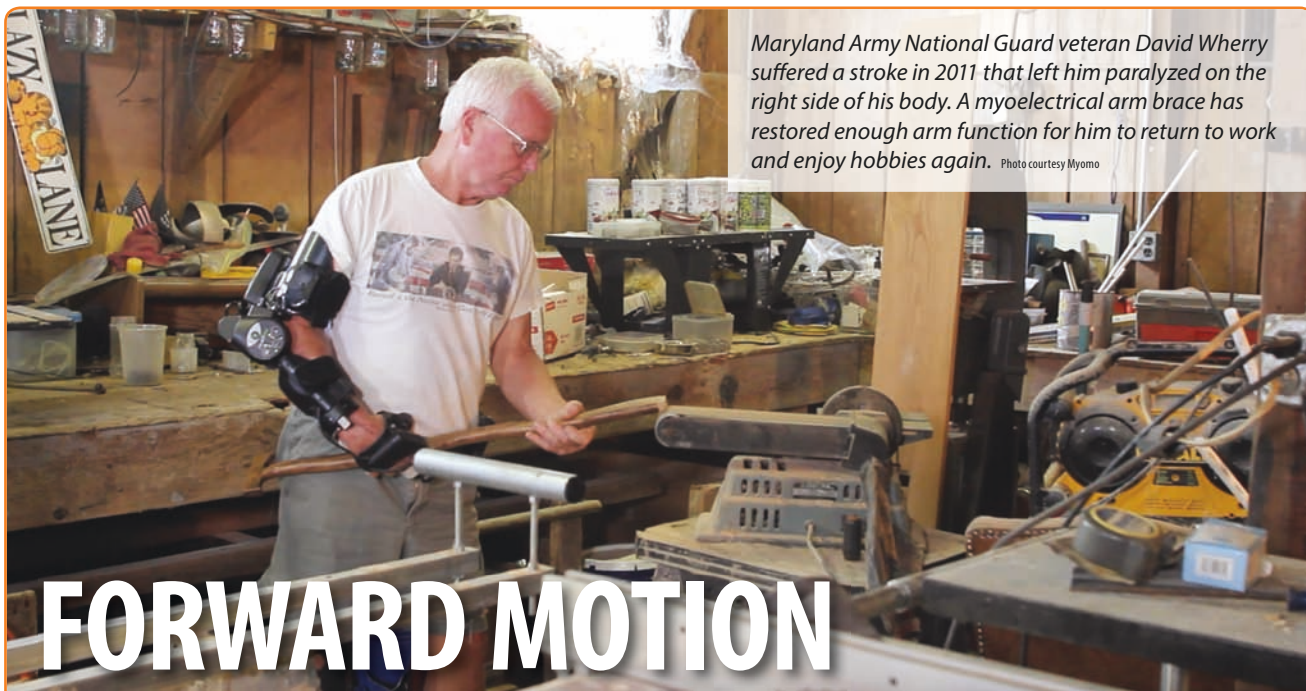 AZY LANE
Maryland Army National Guard veteran David Wherry
suffered a stroke in 2011 that left him paralyzed on the
right side of his body. A myoelectrical arm brace has
restored enough arm function for him to return to work
and enjoy hobbies again. Photo courtesy Myomo
FORWARD MOTION